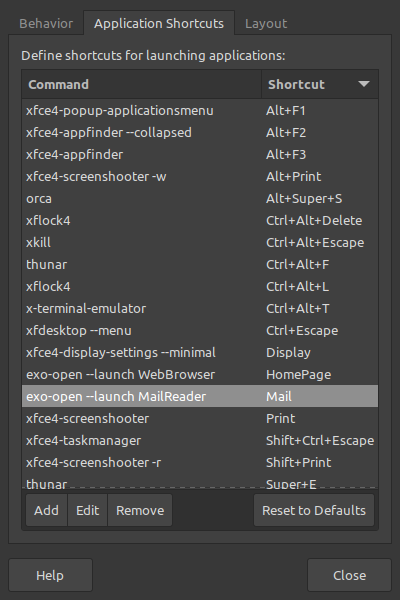 Behavior Application Shortcuts Layout
Define shortcuts for launching applications:
Command Shortcut
xfce4-popup-applicationsmenu Alt+F1
xfce4-appfinder --collapsed Alt+F2
xfce4-appfinder Alt+F3
xfce4-screenshooter -w Alt+Print
orca Alt+Super+S
xflock4 Ctrl+Alt+Delete
xkill Ctrl+Alt+Escape
thunar Ctrl+Alt+F
xflock4 Ctrl+Alt+L
x-terminal-emulator Ctrl+Alt+T
xfdesktop --menu Ctrl+Escape
xfce4-display-settings --minimal Display
exo-open --launch WebBrowser HomePage
exo-open --launch MailReader Mail
xfce4-screenshooter Print
xfce4-taskmanager Shift+Ctrl+Escape
xfce4-screenshooter -r Shift+Print
thunar Super+E
Add Edit Remove Reset to Defaults
Help Close